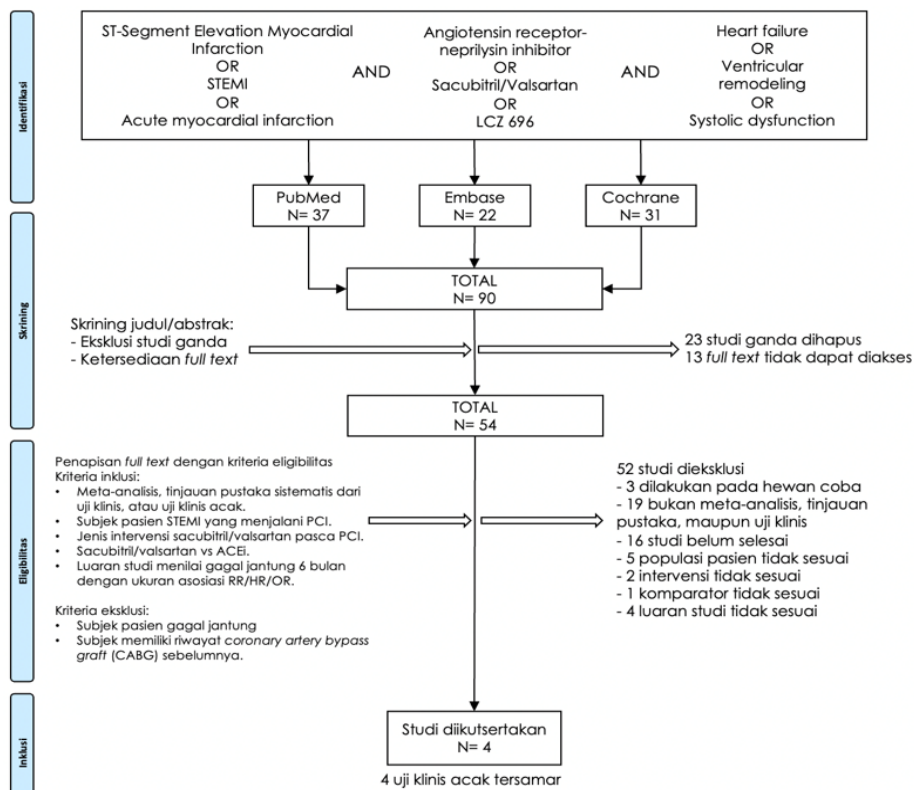 Identifikasi
ST-Segment Elevation Myocardial
Infarction
OR
STEMI
OR
Acute myocardial infarction
AND
Angiotensin receptor-
neprilysin inhibitor
OR
Sacubitril/Valsartan
OR
LCZ 696
AND
Heart failure
OR
Ventricular
remodeling
OR
Systolic dysfunction
PubMed
N= 37
Embase
N= 22
Cochrane
N= 31
Skrining
TOTAL
N= 90
Skrining judul/abstrak:
- Eksklusi studi ganda
- Ketersediaan full text
23 studi ganda dihapus
13 full text tidak dapat diakses
TOTAL
N= 54
Eligibilitas
Penapisan full text dengan kriteria eligibilitas
Kriteria inklusi:
• Meta-analisis, tinjauan pustaka sistematis dari
uji klinis, atau uji klinis acak.
• Subjek pasien STEMI yang menjalani PCI.
• Jenis intervensi sacubitril/valsartan pasca PCI.
• Sacubitril/valsartan vs ACEi.
• Luaran studi menilai gagal jantung 6 bulan
dengan ukuran asosiasi RR/HR/OR.
Kriteria eksklusi:
• Subjek pasien gagal jantung
• Subjek memiliki riwayat coronary artery bypass
graft (CABG) sebelumnya.
52 studi dieksklusi
- 3 dilakukan pada hewan coba
- 19 bukan meta-analisis, tinjauan
pustaka, maupun uji klinis
- 16 studi belum selesai
- 5 populasi pasien tidak sesuai
- 2 intervensi tidak sesuai
- 1 komparator tidak sesuai
- 4 luaran studi tidak sesuai
Inklusi
Studi diikutsertakan
N= 4
4 uji klinis acak tersamar